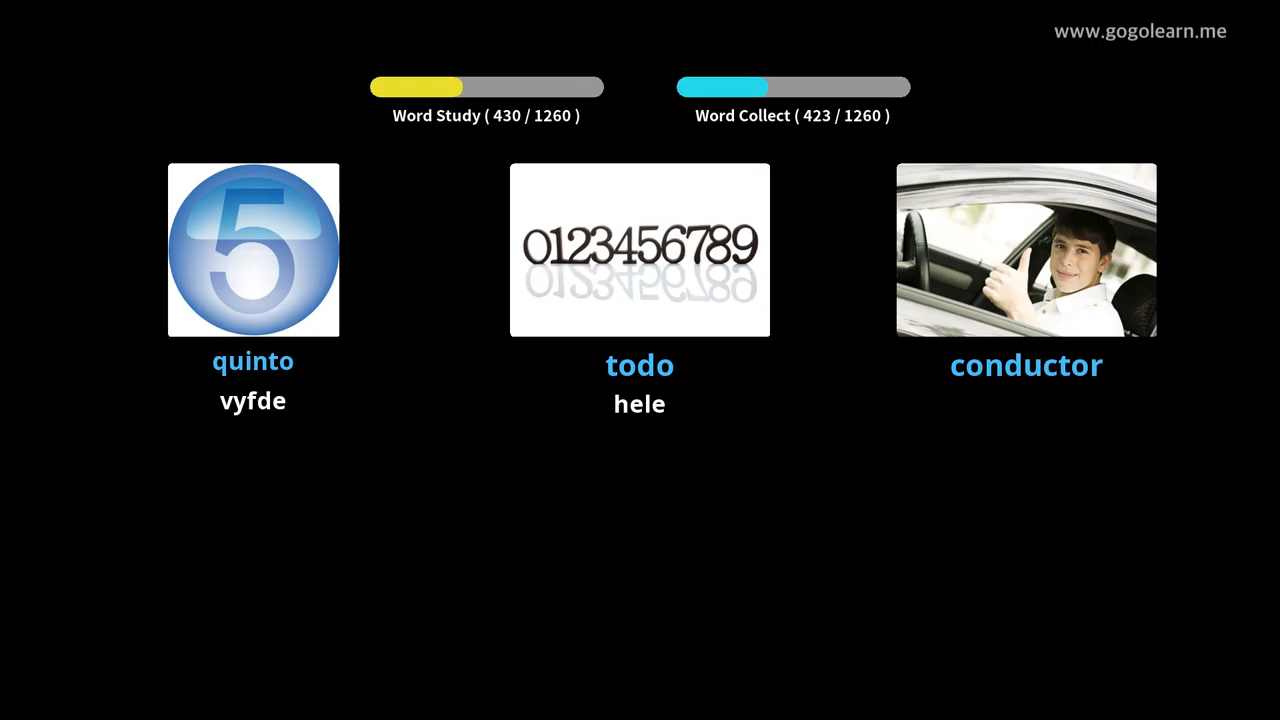 www.gogolearn.me
Word Study ( 430 / 1260 )
Word Collect ( 423 / 1260 )
5
0123456789
quinto
todo
conductor
vyfde
hele